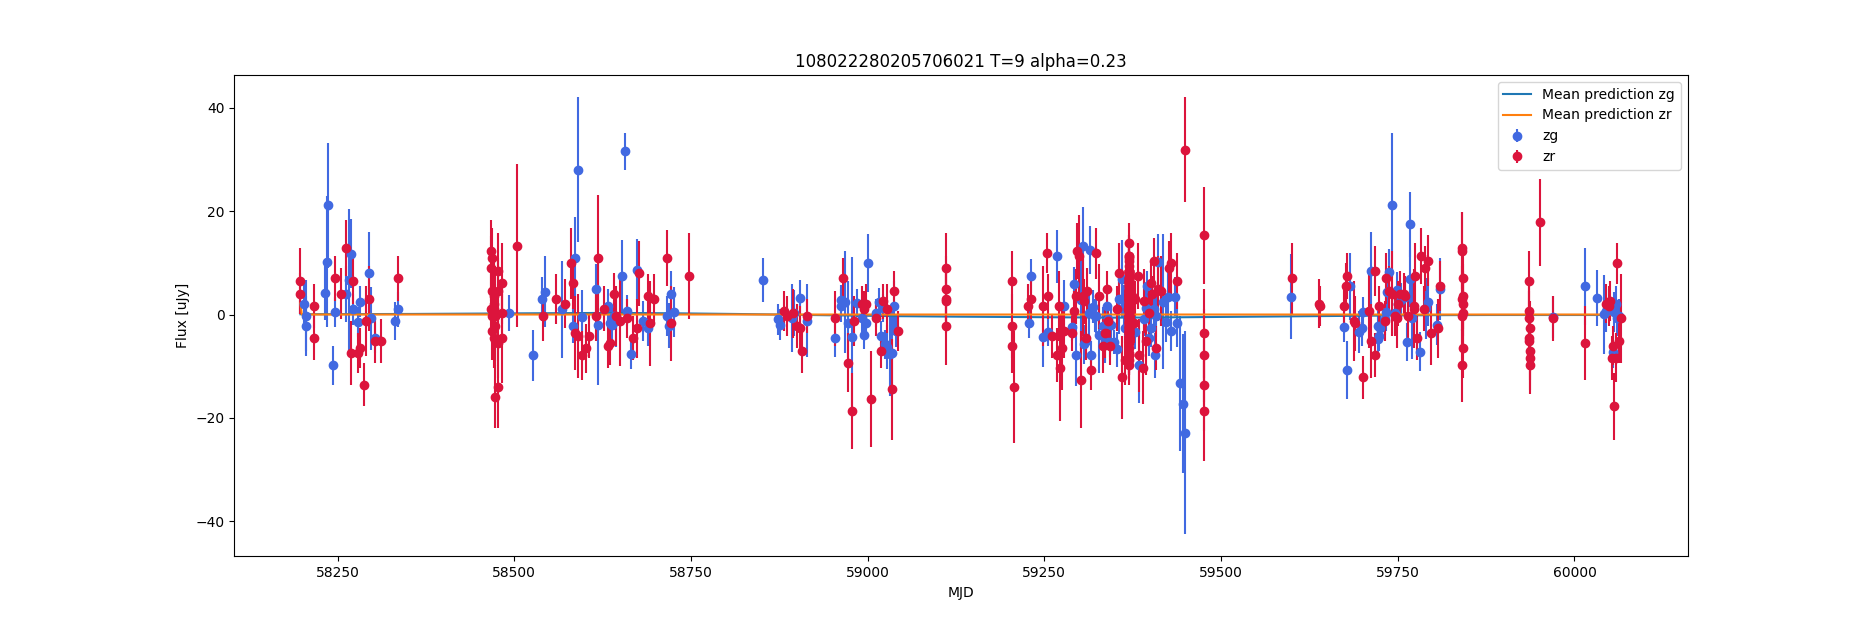 108022280205706021 T=9 alpha=0.23
Mean prediction zg
Mean prediction zr
zg
zr
Flux [uJy]
40
20
0
−20
−40
58250 58500 58750 59000 59250 59500 59750 60000
MJD